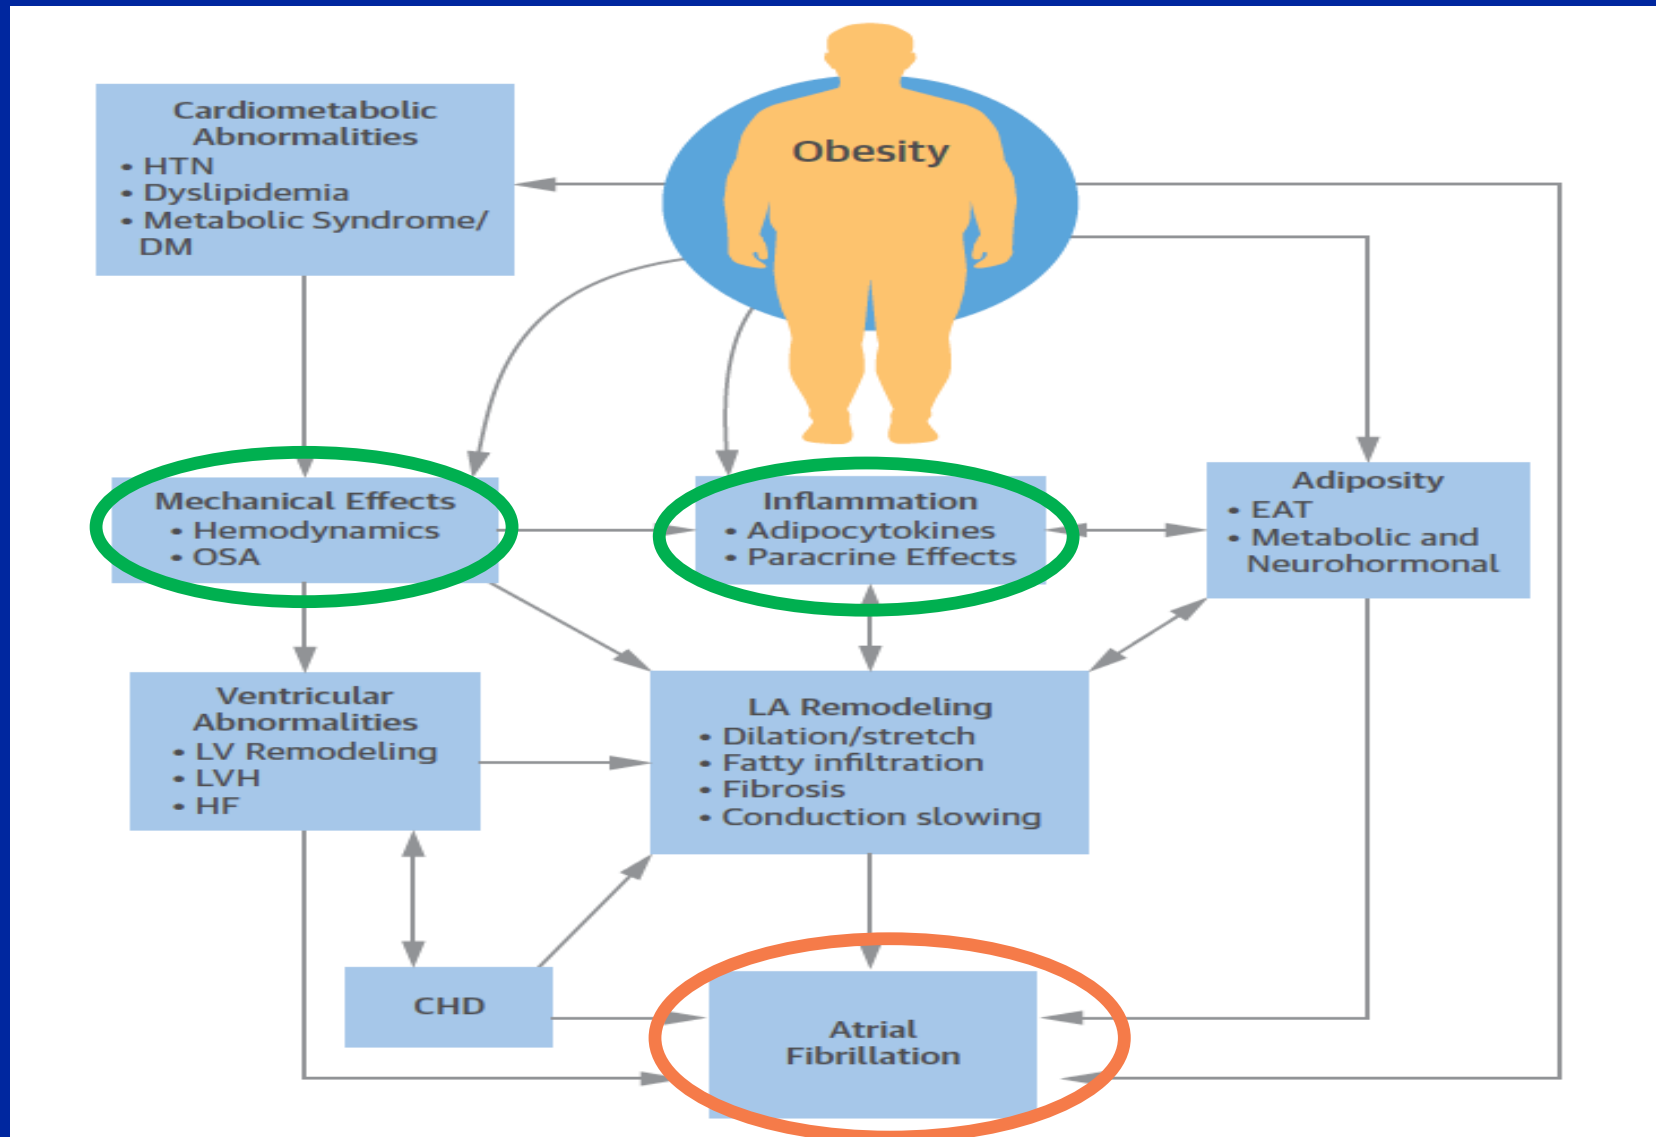 Obesity
Cardiometabolic
Abnormalities
• HTN
• Dyslipidemia
• Metabolic Syndrome/
DM
Mechanical Effects
• Hemodynamics
• OSA
Inflammation
• Adipocytokines
• Paracrine Effects
Adiposity
• EAT
• Metabolic and
Neurohormonal
Ventricular
Abnormalities
• LV Remodeling
• LVH
• HF
LA Remodeling
• Dilation/stretch
• Fatty infiltration
• Fibrosis
• Conduction slowing
CHD
Atrial
Fibrillation